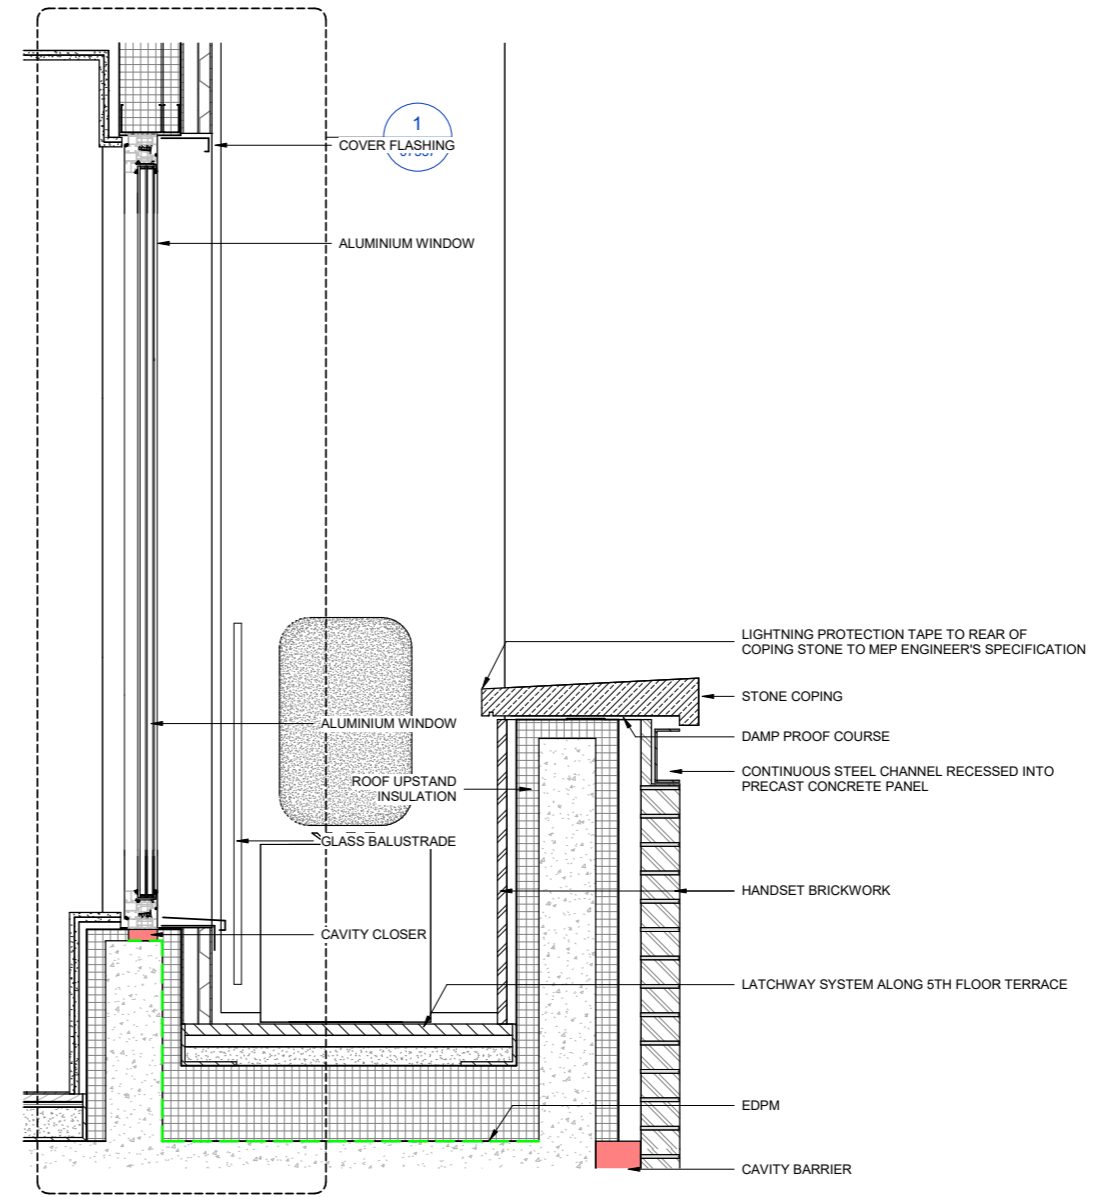 1
COVER FLASHING
ALUMINIUM WINDOW
LIGHTNING PROTECTION TAPE TO REAR OF
COPING STONE TO MEP ENGINEER'S SPECIFICATION
STONE COPING
ALUMINIUM WINDOW
DAMP PROOF COURSE
ROOF UPSTAND
INSULATION
CONTINUOUS STEEL CHANNEL RECESSED INTO
PRECAST CONCRETE PANEL
GLASS BALUSTRADE
HANDSET BRICKWORK
CAVITY CLOSER
LATCHWAY SYSTEM ALONG 5TH FLOOR TERRACE
EDPM
CAVITY BARRIER